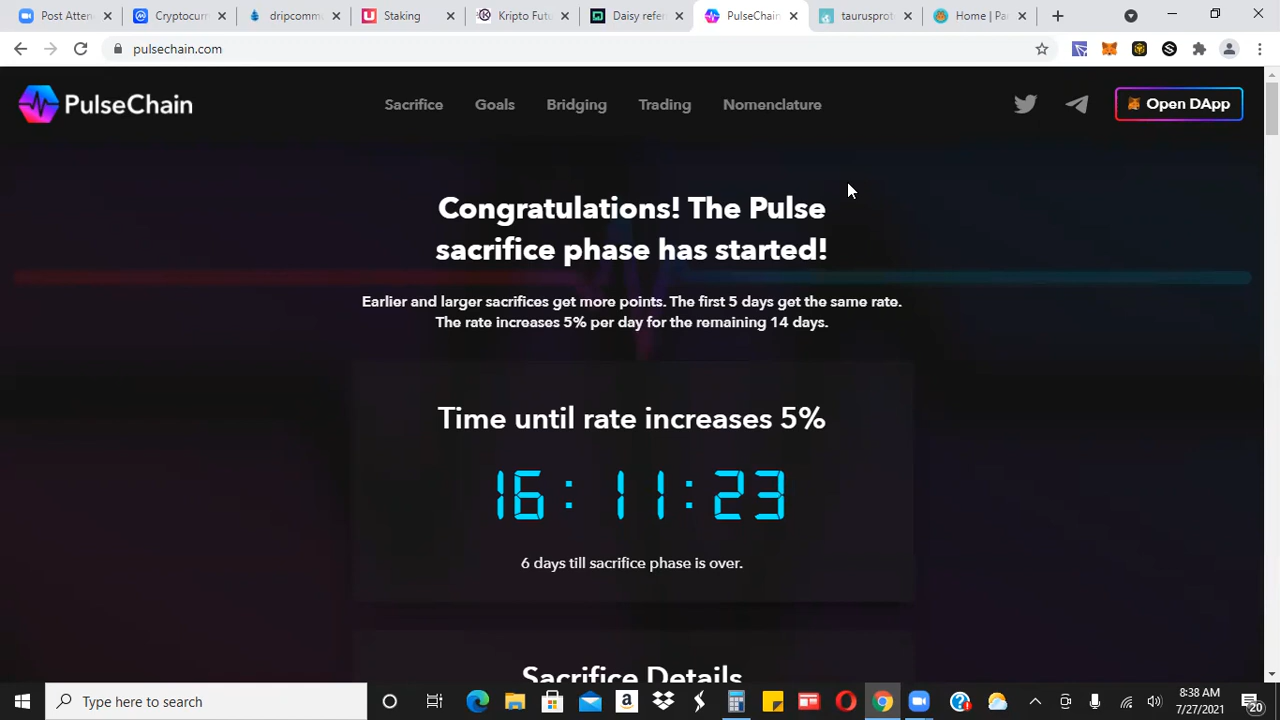 Post Atten
Cryptocurr
dripcomm
Staking
Kripto Futu
Daisy refer
PulseChain
taurusprot
Home | Pa
pulsechain.com
PulseChain
Sacrifice
Goals
Bridging
Trading
Nomenclature
Open DApp
Congratulations! The Pulse
sacrifice phase has started!
Earlier and larger sacrifices get more points. The first 5 days get the same rate.
The rate increases 5% per day for the remaining 14 days.
Time until rate increases 5%
16:11:23
6 days till sacrifice phase is over.
Sacrifice Details
Type here to search
8:38 AM
7/27/2021
20